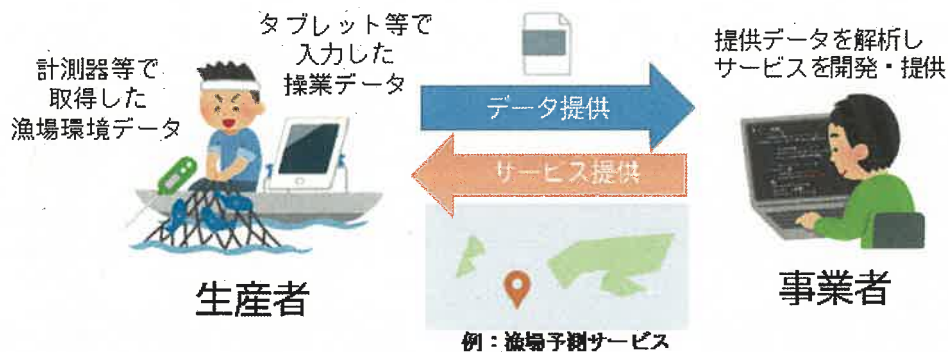 計測器等で
取得した
漁場環境データ
タブレット等で
入力した
操業データ
データ提供
サービス提供
提供データを解析し
サービスを開発・提供
生産者
事業者
例：漁場予測サービス